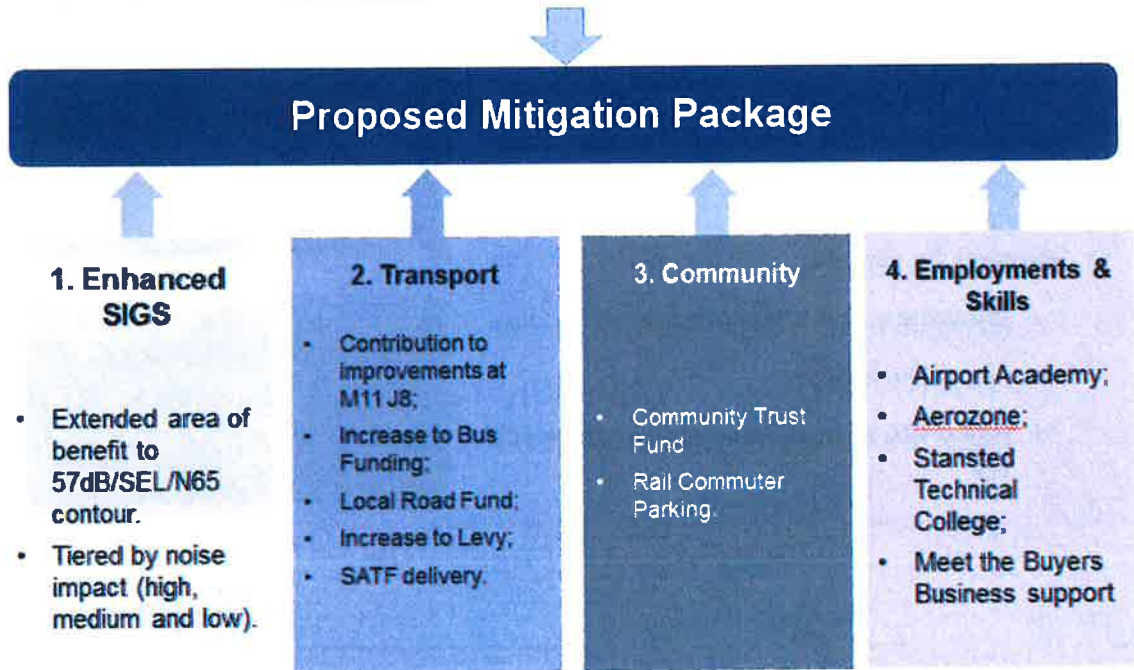 Proposed Mitigation Package
1. Enhanced
SIGS
• Extended area of
benefit to
57dB/SEL/N65
contour.
• Tiered by noise
impact (high,
medium and low).
2. Transport
• Contribution to
improvements at
M11 J8;
• Increase to Bus
Funding;
• Local Road Fund;
• Increase to Levy;
• SATF delivery.
3. Community
• Community Trust
Fund
• Rail Commuter
Parking.
4. Employments &
Skills
• Airport Academy;
• Aerozone;
• Stansted
Technical
College;
• Meet the Buyers
Business support